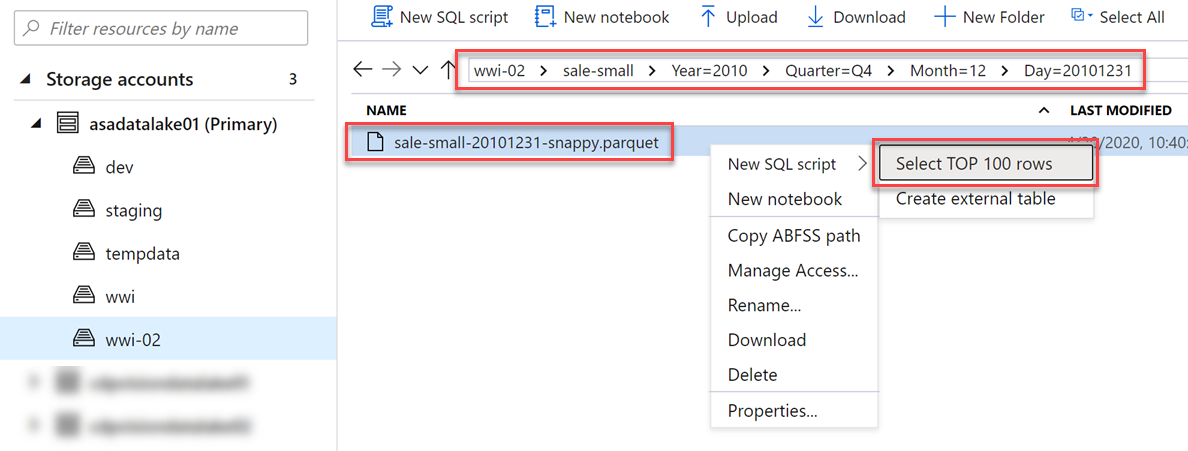 Filter resources by name
Storage accounts 3
asadatalake01 (Primary)
dev
staging
tempdata
wwi
wwi-02
New SQL script New notebook Upload Download New Folder Select All
wwi-02 > sale-small > Year=2010 > Quarter=Q4 > Month=12 > Day=20101231
NAME LAST MODIFIED
sale-small-20101231-snappy.parquet 2020, 10:40:
New SQL script
New notebook
Copy ABFSS path
Manage Access...
Rename...
Download
Delete
Properties...
Select TOP 100 rows
Create external table